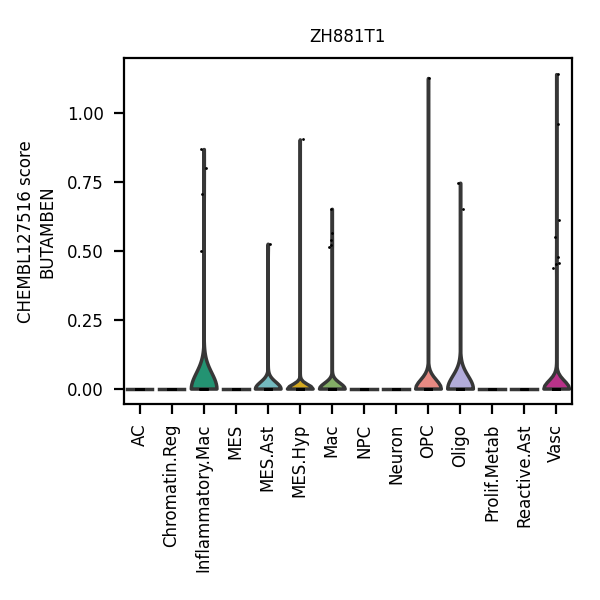 ZH881T1
CHEMBL127516 score
BUTAMBEN
1.00
0.75
0.50
0.25
0.00
AC
Chromatin.Reg
Inflammatory.Mac
MES
MES.Ast
MES.Hyp
Mac
NPC
Neuron
OPC
Oligo
Prolif.Metab
Reactive.Ast
Vasc